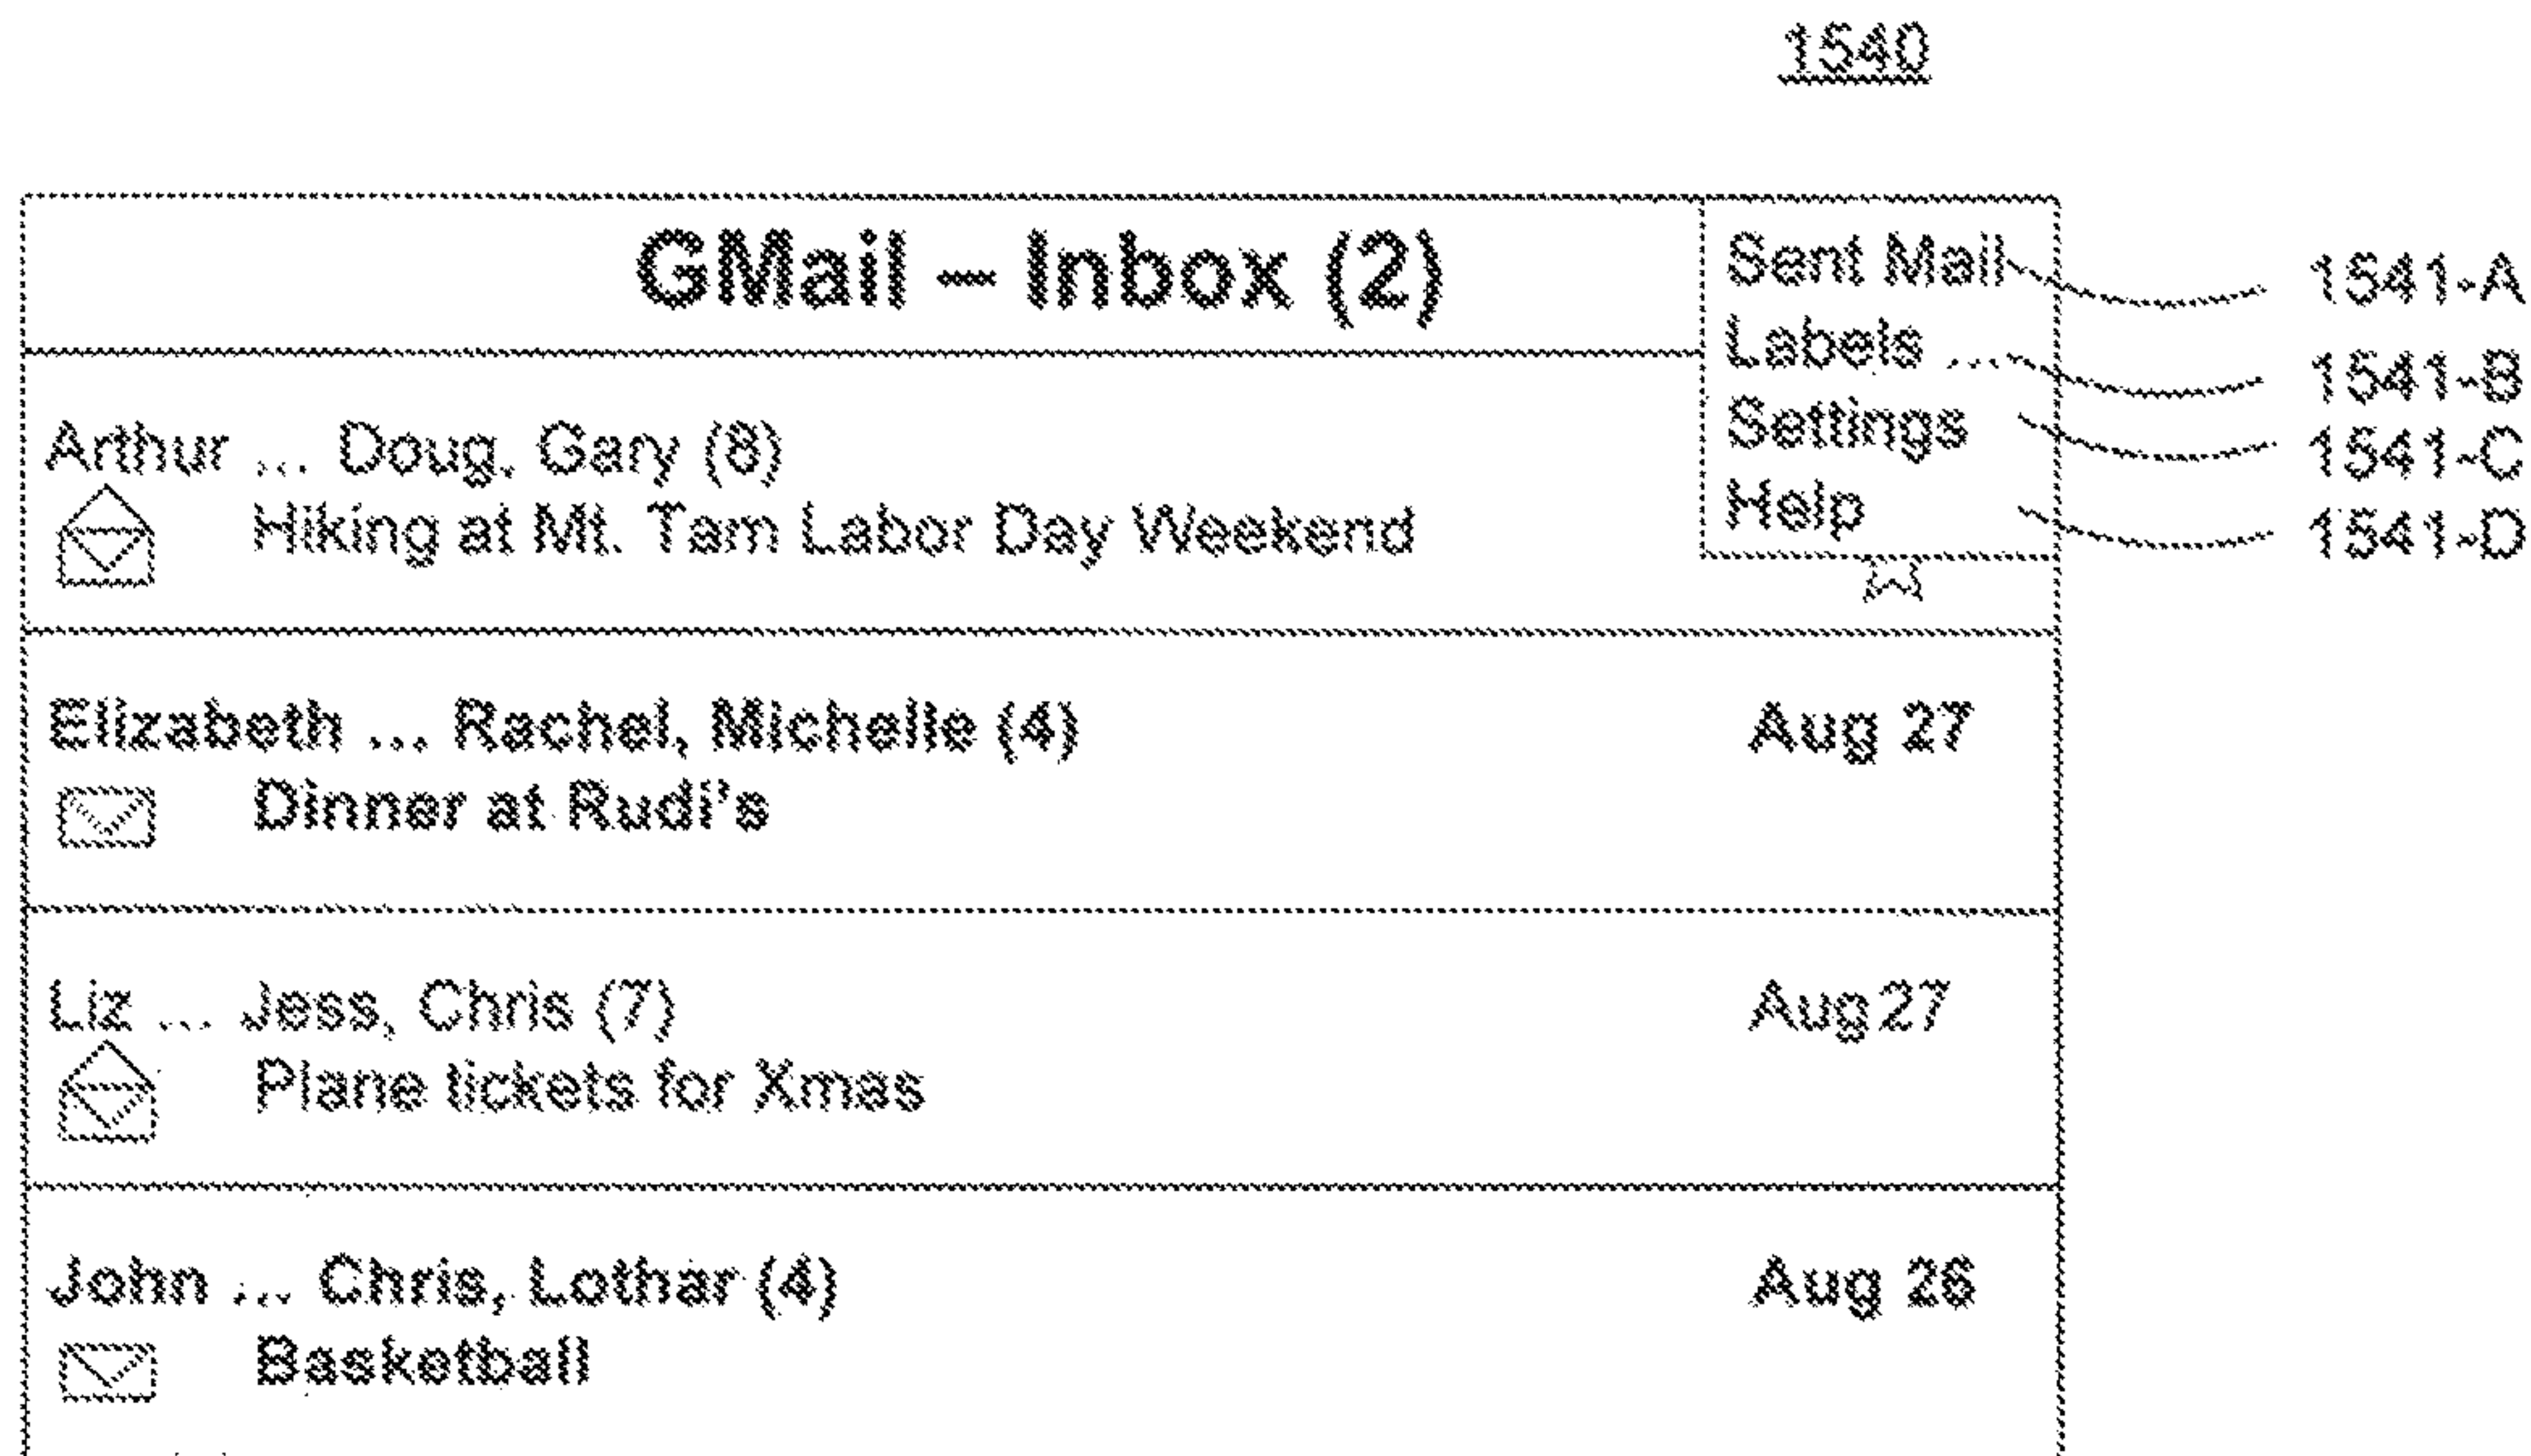 1540
GMail – Inbox (2)
Sent Mail
1541-A
Labels ...
1541-B
Settings
1541-C
Help
1541-D
Arthur ... Doug, Gary (8)
Hiking at Mt. Tam Labor Day Weekend
Elizabeth ... Rachel, Michelle (4) Aug 27
Dinner at Rudi's
Liz ... Jess, Chris (7) Aug 27
Plane tickets for Xmas
John ... Chris, Lothar (4) Aug 26
Basketball